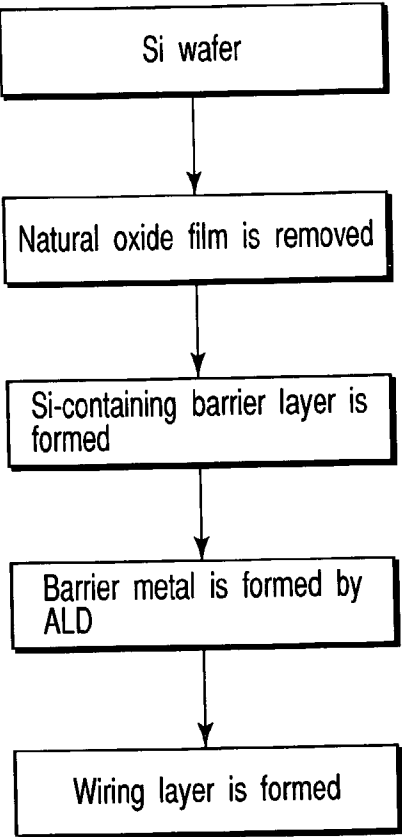 Si wafer
Natural oxide film is removed
Si-containing barrier layer is
formed
Barrier metal is formed by
ALD
Wiring layer is formed